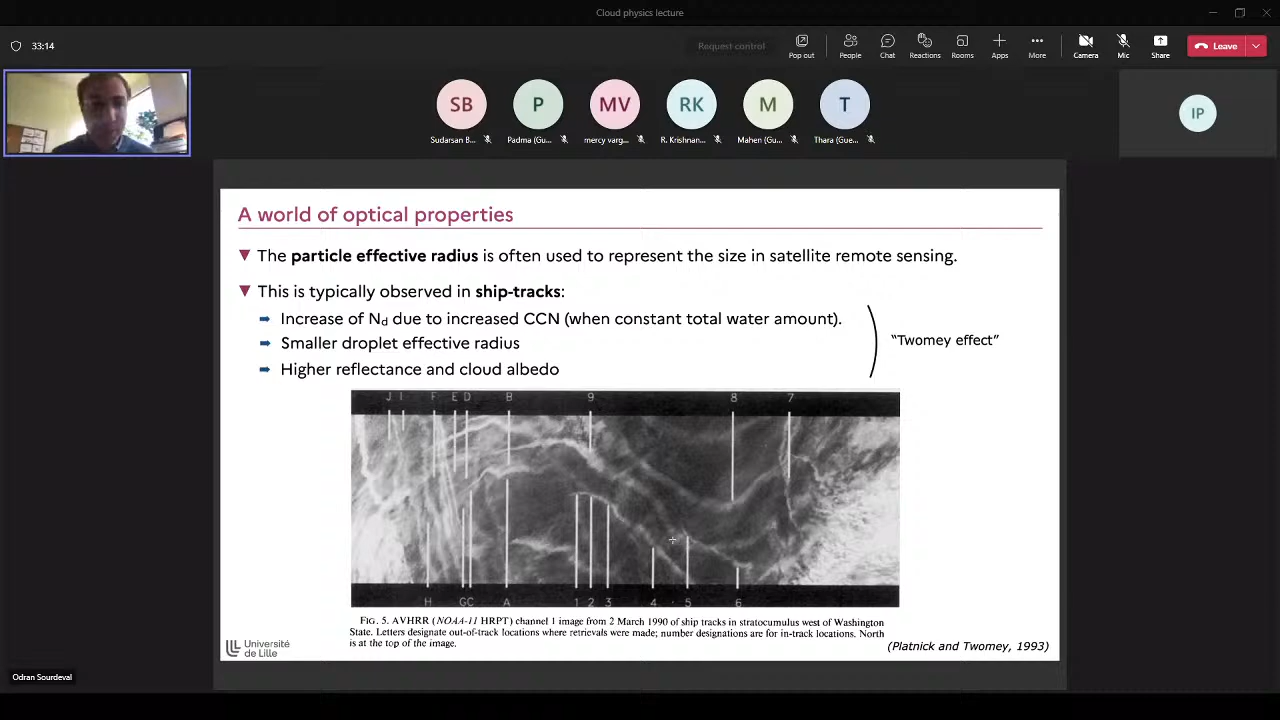 Cloud physics lecture
33:14
Request control
Pop out
People
Chat
Reactions
Rooms
Apps
More
Camera
Mic
Share
Leave
SB
P
MV
RK
M
T
IP
Sudarsan B...
Padma (Gu...
mercy varg...
R. Krishnan...
Mahen (Gu...
Thara (Gue...
A world of optical properties
The particle effective radius is often used to represent the size in satellite remote sensing.
This is typically observed in ship-tracks:
Increase of Nd due to increased CCN (when constant total water amount).
Smaller droplet effective radius
Higher reflectance and cloud albedo
"Twomey effect"
J I F E D B 9 8 7
H GC A 1 2 3 4 5 6
FIG. 5. AVHRR (NOAA-11 HRPT) channel 1 image from 2 March 1990 of ship tracks in stratocumulus west of Washington
State. Letters designate out-of-track locations where retrievals were made; number designations are for in-track locations. North
is at the top of the image.
Université
de Lille
(Platnick and Twomey, 1993)
Odran Sourdeval